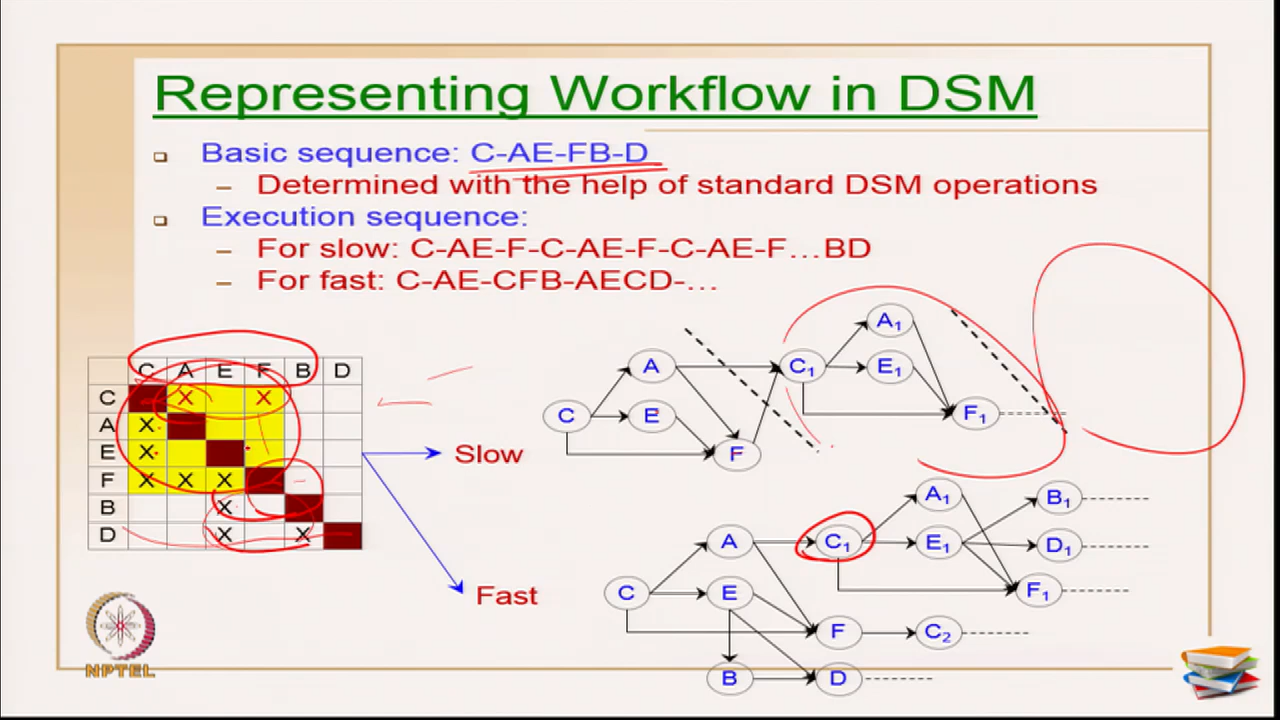 Representing Workflow in DSM
Basic sequence: C-AE-FB-D
– Determined with the help of standard DSM operations
Execution sequence:
– For slow: C-AE-F-C-AE-F-C-AE-F…BD
– For fast: C-AE-CFB-AECD-…
C A E F B D
C X X
A X
E X
F X X X
B X
D X X
Slow
C A E F C1 A1 E1 F1
Fast
C A E B F D C1 C2 A1 E1 F1 B1 D1
NPTEL